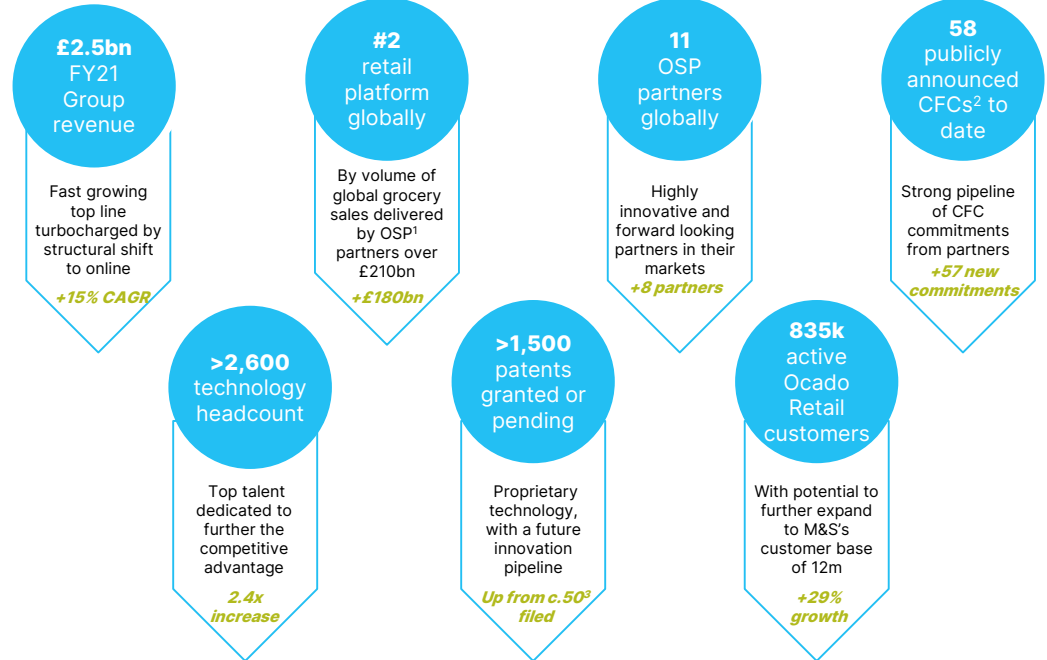 £2.5bn
FY21
Group
revenue
Fast growing
top line
turbocharged by
structural shift
to online
+15% CAGR
#2
retail
platform
globally
By volume of
global grocery
sales delivered
by OSP¹
partners over
£210bn
+£180bn
11
OSP
partners
globally
Highly
innovative and
forward looking
partners in their
markets
+8 partners
58
publicly
announced
CFCs² to
date
Strong pipeline
of CFC
commitments
from partners
+57 new
commitments
>2,600
technology
headcount
Top talent
dedicated to
further the
competitive
advantage
2.4x
increase
>1,500
patents
granted or
pending
Proprietary
technology,
with a future
innovation
pipeline
Up from c.50³
filed
835k
active
Ocado
Retail
customers
With potential to
further expand
to M&S's
customer base
of 12m
+29%
growth